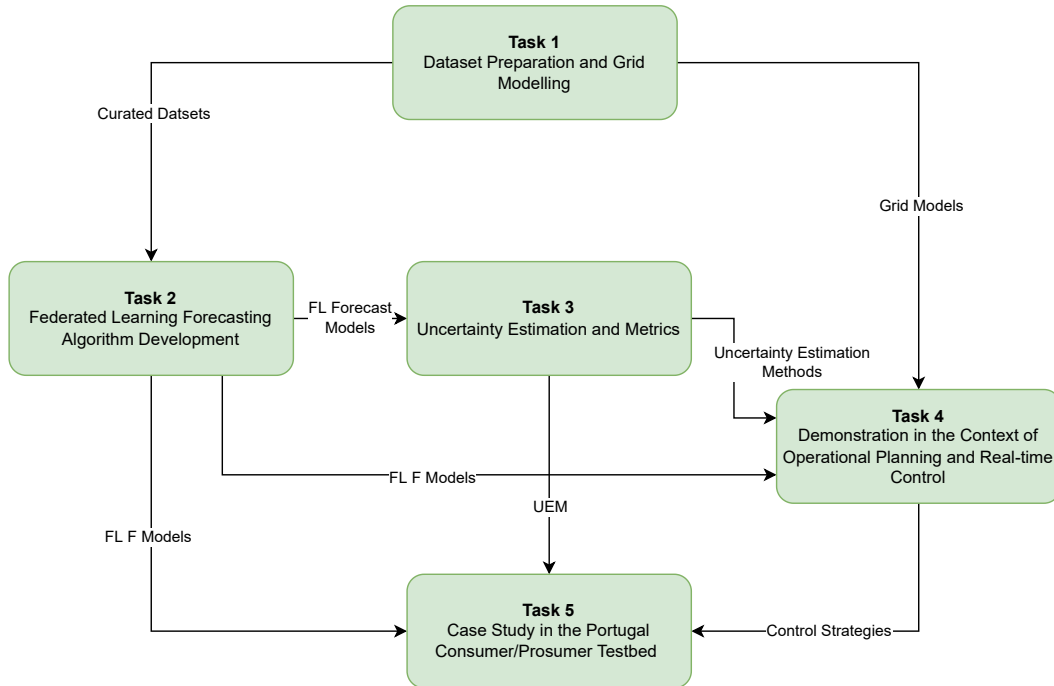 Task 1
Dataset Preparation and Grid
Modelling
Curated Datsets
Grid Models
Task 2
Federated Learning Forecasting
Algorithm Development
FL Forecast
Models
Task 3
Uncertainty Estimation and Metrics
Uncertainty Estimation
Methods
Task 4
Demonstration in the Context of
Operational Planning and Real-time
Control
FL F Models
UEM
FL F Models
Task 5
Case Study in the Portugal
Consumer/Prosumer Testbed
Control Strategies